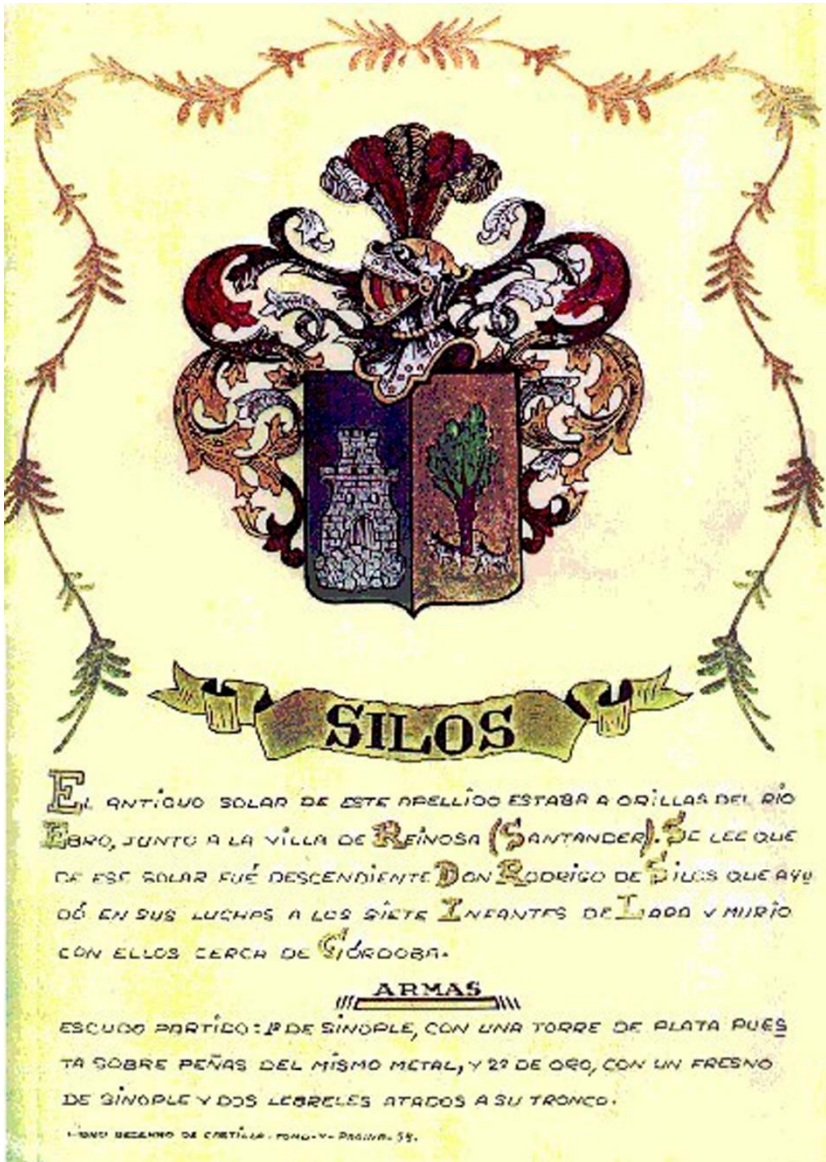 SILOS
EL ANTIGUO SOLAR DE ESTE APELLIDO ESTABA A ORILLAS DEL RÍO
EBRO, JUNTO A LA VILLA DE REINOSA (SANTANDER). SE LEE QUE
DE ESE SOLAR FUÉ DESCENDIENTE DON RODRIGO DE SILOS QUE AYU
DÓ EN SUS LUCHAS A LOS SIETE INFANTES DE LARA Y MURIO
CON ELLOS CERCA DE CÓRDOBA.
ARMAS
ESCUDO PARTIDO: 1º DE SINOPLE, CON UNA TORRE DE PLATA PUES
TA SOBRE PEÑAS DEL MISMO METAL, Y 2º DE ORO, CON UN FRESNO
DE SINOPLE Y DOS LEBRELES ATADOS A SU TRONCO.
BECERRO DE CASTILLA - TOMO - V - PAGINA -